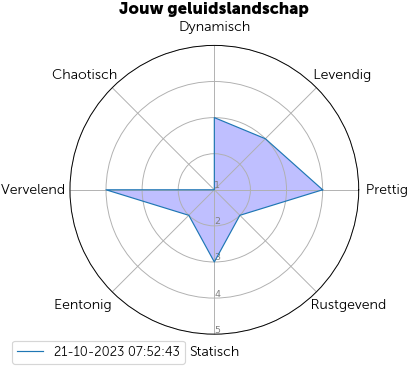 Jouw geluidslandschap
Dynamisch
Chaotisch
Levendig
Vervelend
1
Prettig
2
3
4
Eentonig
Rustgevend
5
21-10-2023 07:52:43
Statisch